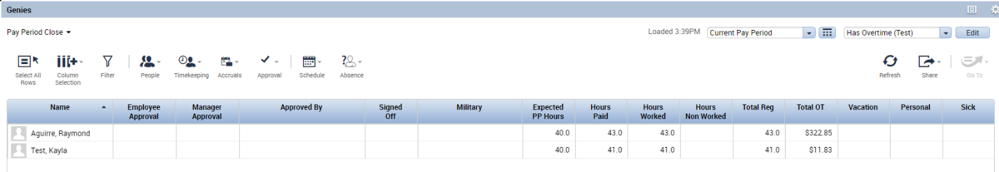 Genies
Pay Period Close
Loaded 3:39PM
Current Pay Period
Has Overtime (Test)
Edit
Select All
Rows
Column
Selection
Filter
People
Timekeeping
Accruals
Approval
Schedule
Absence
Refresh
Share
Go To
Name
Employee
Approval
Manager
Approval
Approved By
Signed
Off
Military
Expected
PP Hours
Hours
Paid
Hours
Worked
Hours
Non Worked
Total Reg
Total OT
Vacation
Personal
Sick
Aguirre, Raymond 40.0 43.0 43.0 43.0 $322.85
Test, Kayla 40.0 41.0 41.0 41.0 $11.83